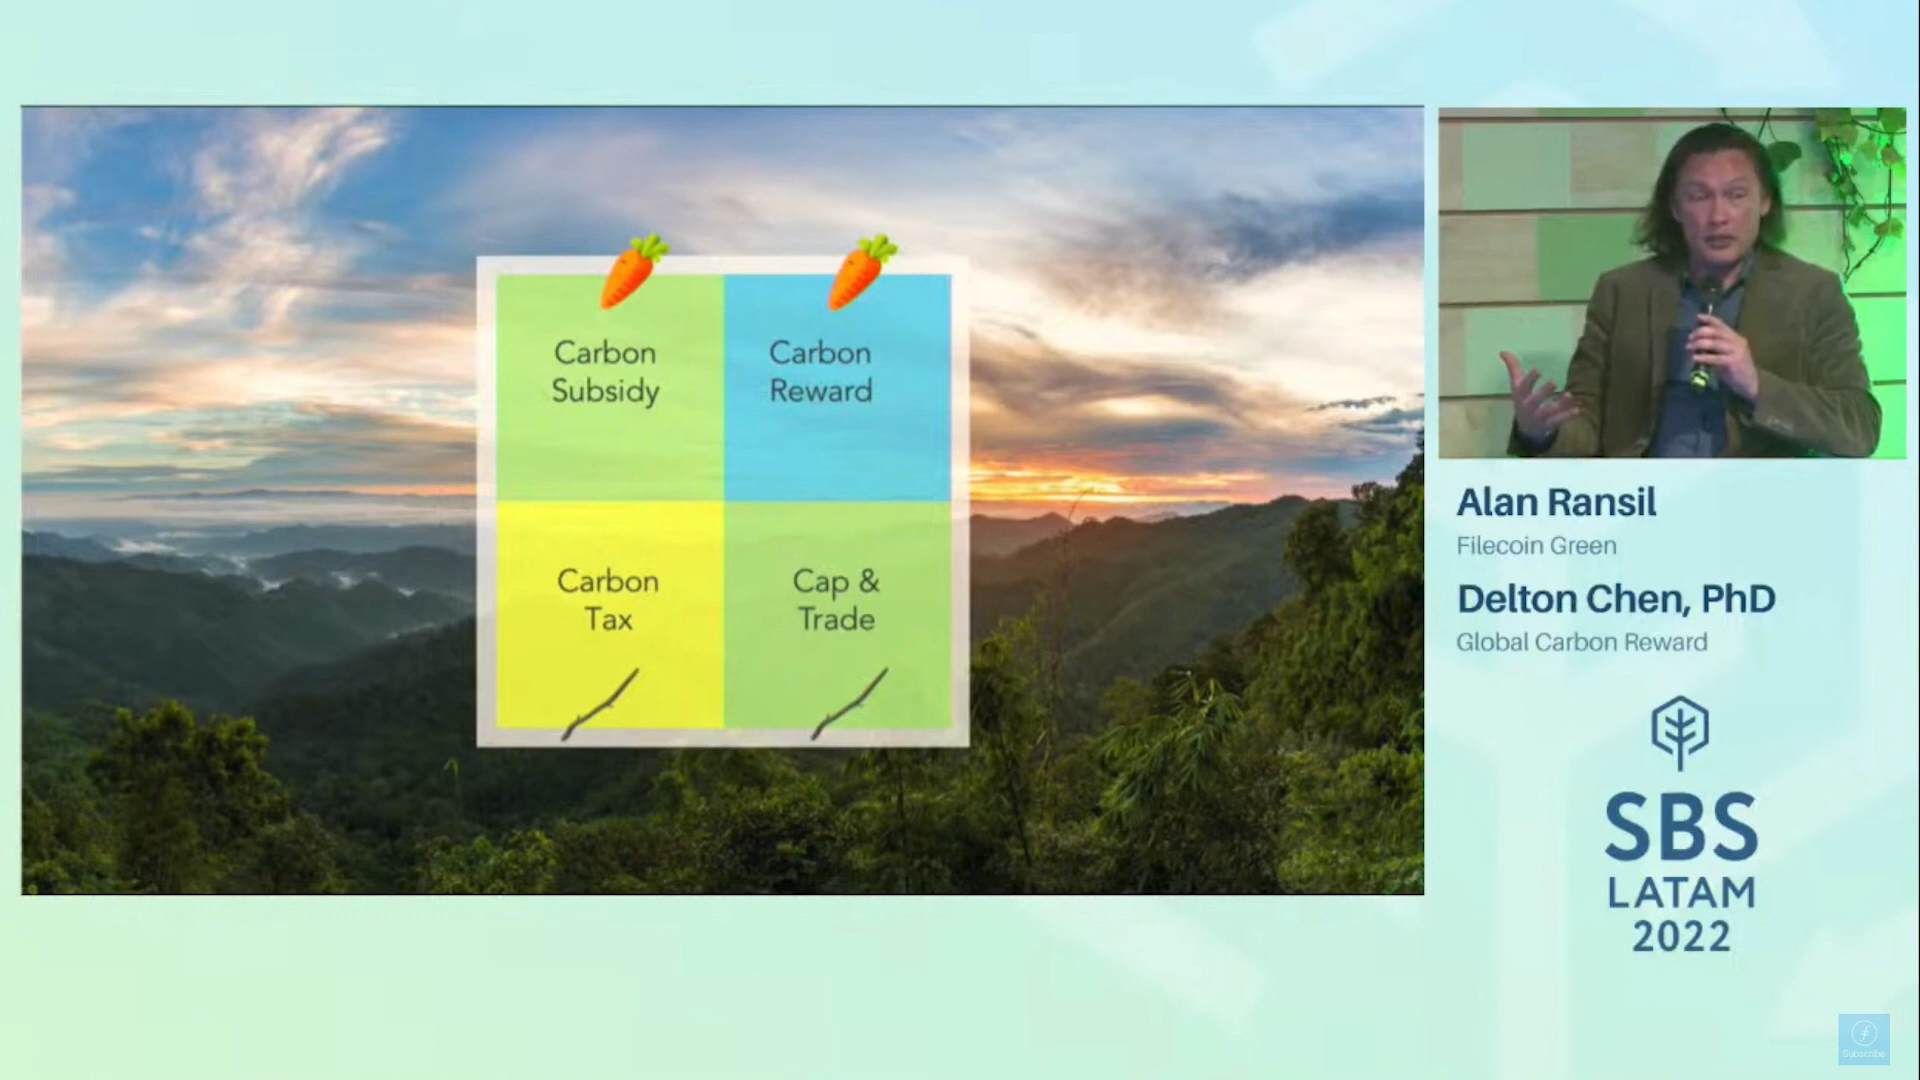 Carbon
Subsidy
Carbon
Reward
Carbon
Tax
Cap &
Trade
Alan Ransil
Filecoin Green
Delton Chen, PhD
Global Carbon Reward
SBS
LATAM
2022
Subscribe